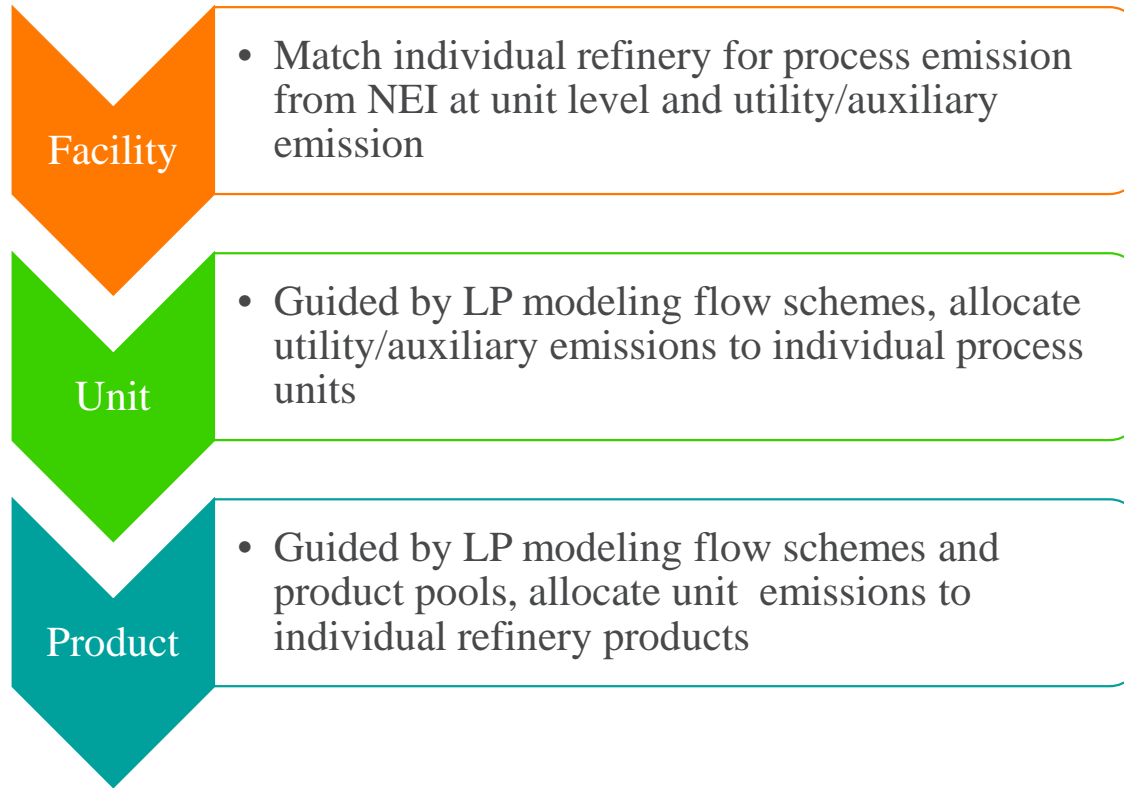 Facility
• Match individual refinery for process emission
from NEI at unit level and utility/auxiliary
emission
Unit
• Guided by LP modeling flow schemes, allocate
utility/auxiliary emissions to individual process
units
Product
• Guided by LP modeling flow schemes and
product pools, allocate unit  emissions to
individual refinery products